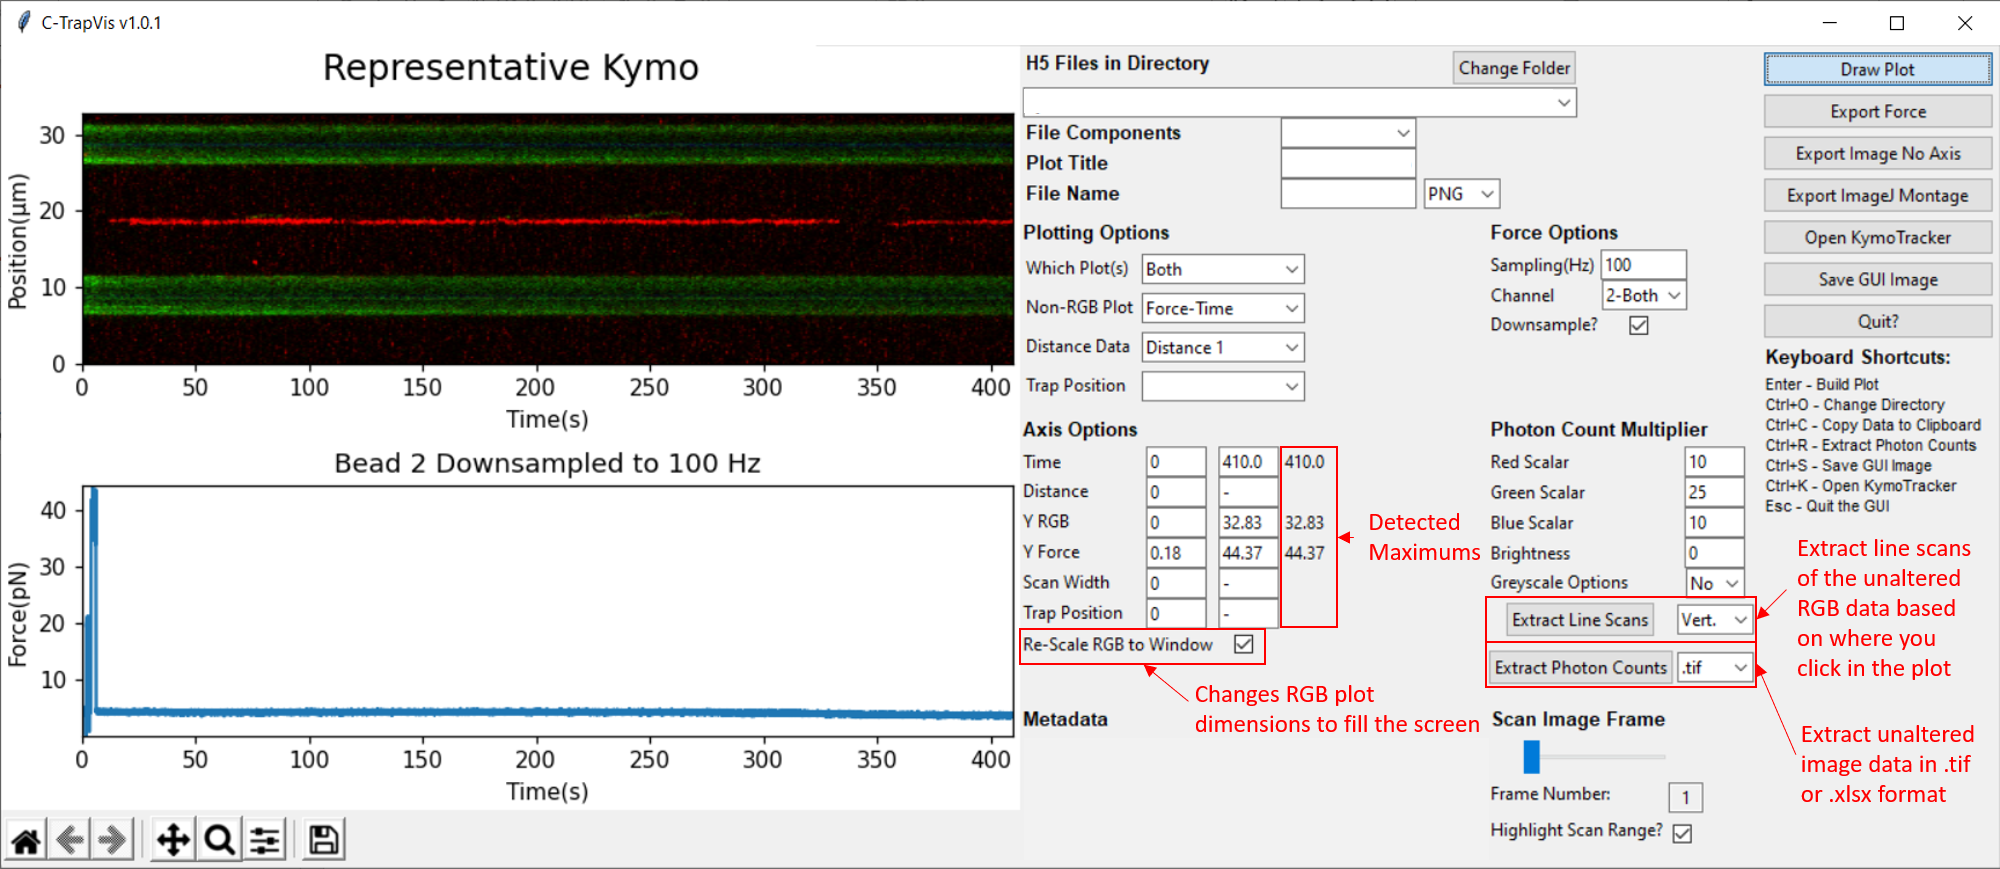 C-TrapVis v1.0.1
Representative Kymo
30
20
10
0
Position(μm)
0 50 100 150 200 250 300 350 400
Time(s)
Bead 2 Downsampled to 100 Hz
40
30
20
10
Force(pN)
0 50 100 150 200 250 300 350 400
Time(s)
H5 Files in Directory Change Folder
File Components
Plot Title
File Name PNG
Plotting Options
Which Plot(s) Both
Non-RGB Plot Force-Time
Distance Data Distance 1
Trap Position
Force Options
Sampling(Hz) 100
Channel 2-Both
Downsample?
Axis Options
Time 0 410.0 410.0
Distance 0 -
Y RGB 0 32.83 32.83
Y Force 0.18 44.37 44.37
Scan Width 0 -
Trap Position 0 -
Re-Scale RGB to Window
Detected
Maximums
Changes RGB plot
dimensions to fill the screen
Metadata
Photon Count Multiplier
Red Scalar 10
Green Scalar 25
Blue Scalar 10
Brightness 0
Greyscale Options No
Extract Line Scans Vert.
Extract Photon Counts .tif
Scan Image Frame
Frame Number: 1
Highlight Scan Range?
Draw Plot
Export Force
Export Image No Axis
Export ImageJ Montage
Open KymoTracker
Save GUI Image
Quit?
Keyboard Shortcuts:
Enter - Build Plot
Ctrl+O - Change Directory
Ctrl+C - Copy Data to Clipboard
Ctrl+R - Extract Photon Counts
Ctrl+S - Save GUI Image
Ctrl+K - Open KymoTracker
Esc - Quit the GUI
Extract line scans
of the unaltered
RGB data based
on where you
click in the plot
Extract unaltered
image data in .tif
or .xlsx format